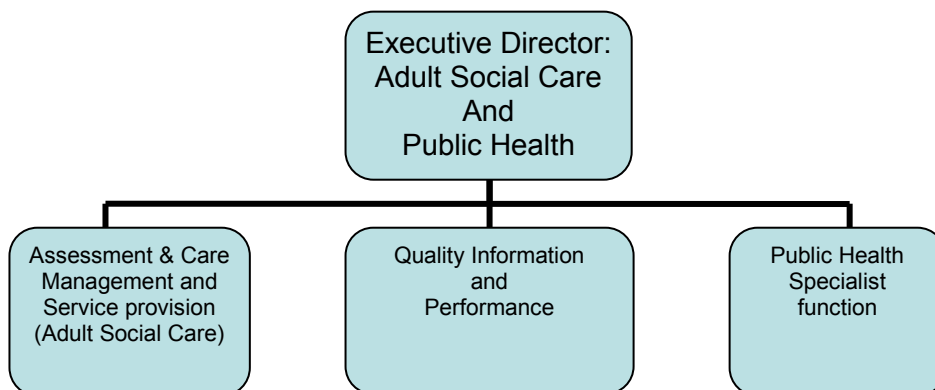 Executive Director:
Adult Social Care
And
Public Health
Assessment & Care
Management and
Service provision
(Adult Social Care)
Quality Information
and
Performance
Public Health
Specialist
function